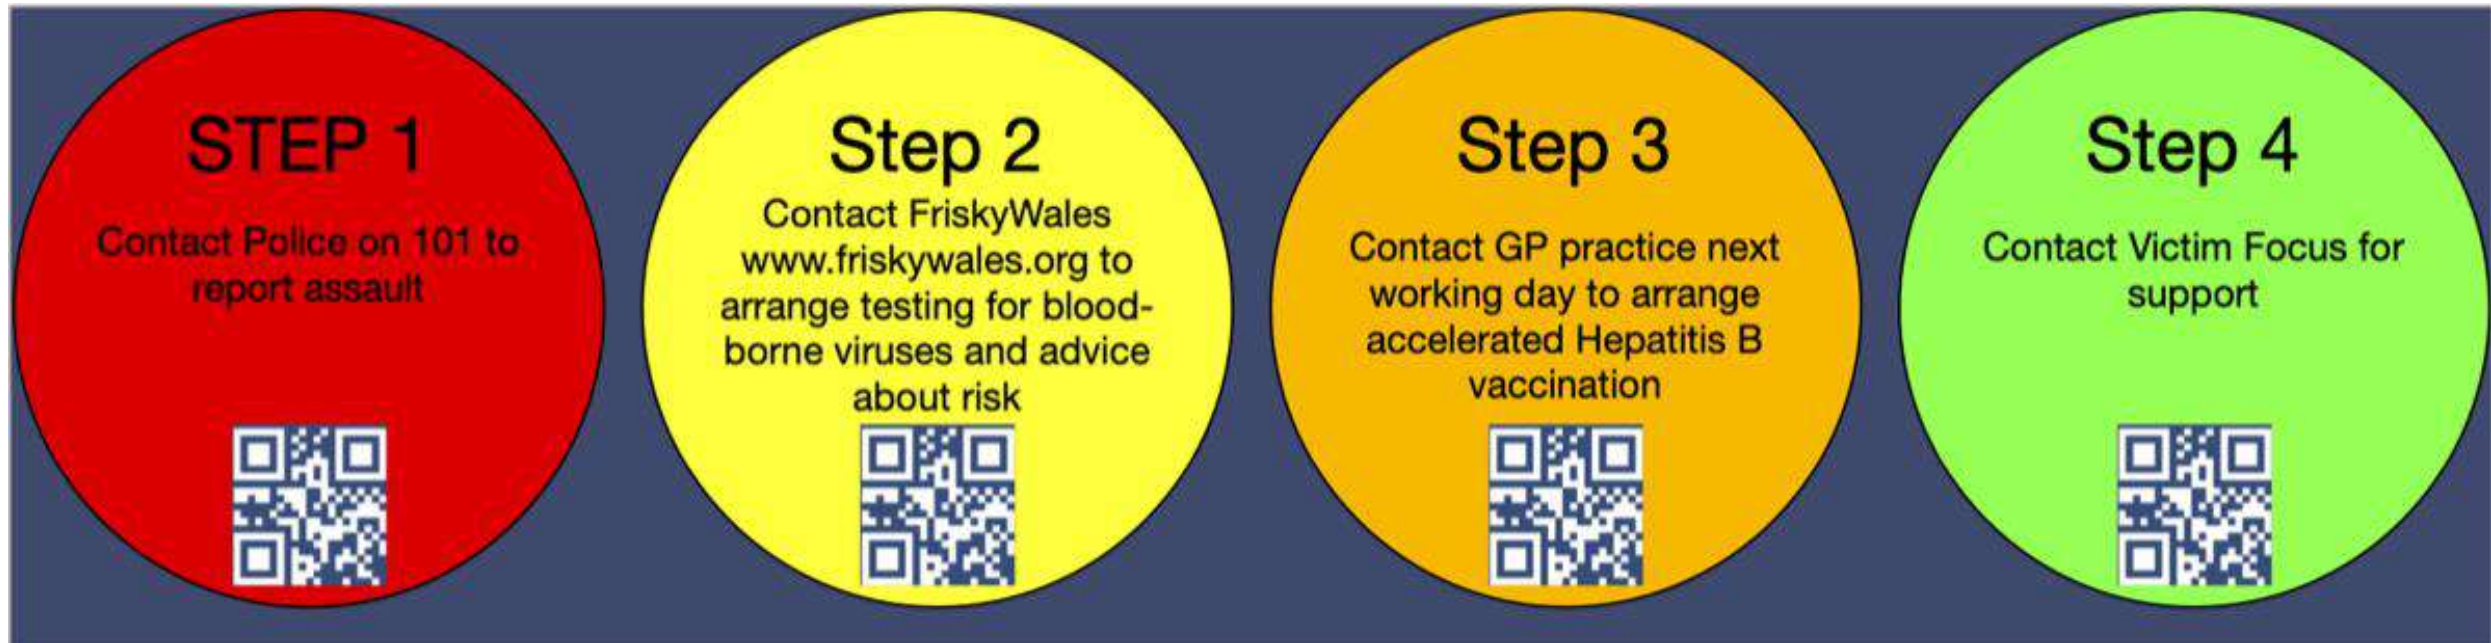 STEP 1
Contact Police on 101 to
report assault
Step 2
Contact FriskyWales
www.friskywales.org to
arrange testing for blood-
borne viruses and advice
about risk
Step 3
Contact GP practice next
working day to arrange
accelerated Hepatitis B
vaccination
Step 4
Contact Victim Focus for
support